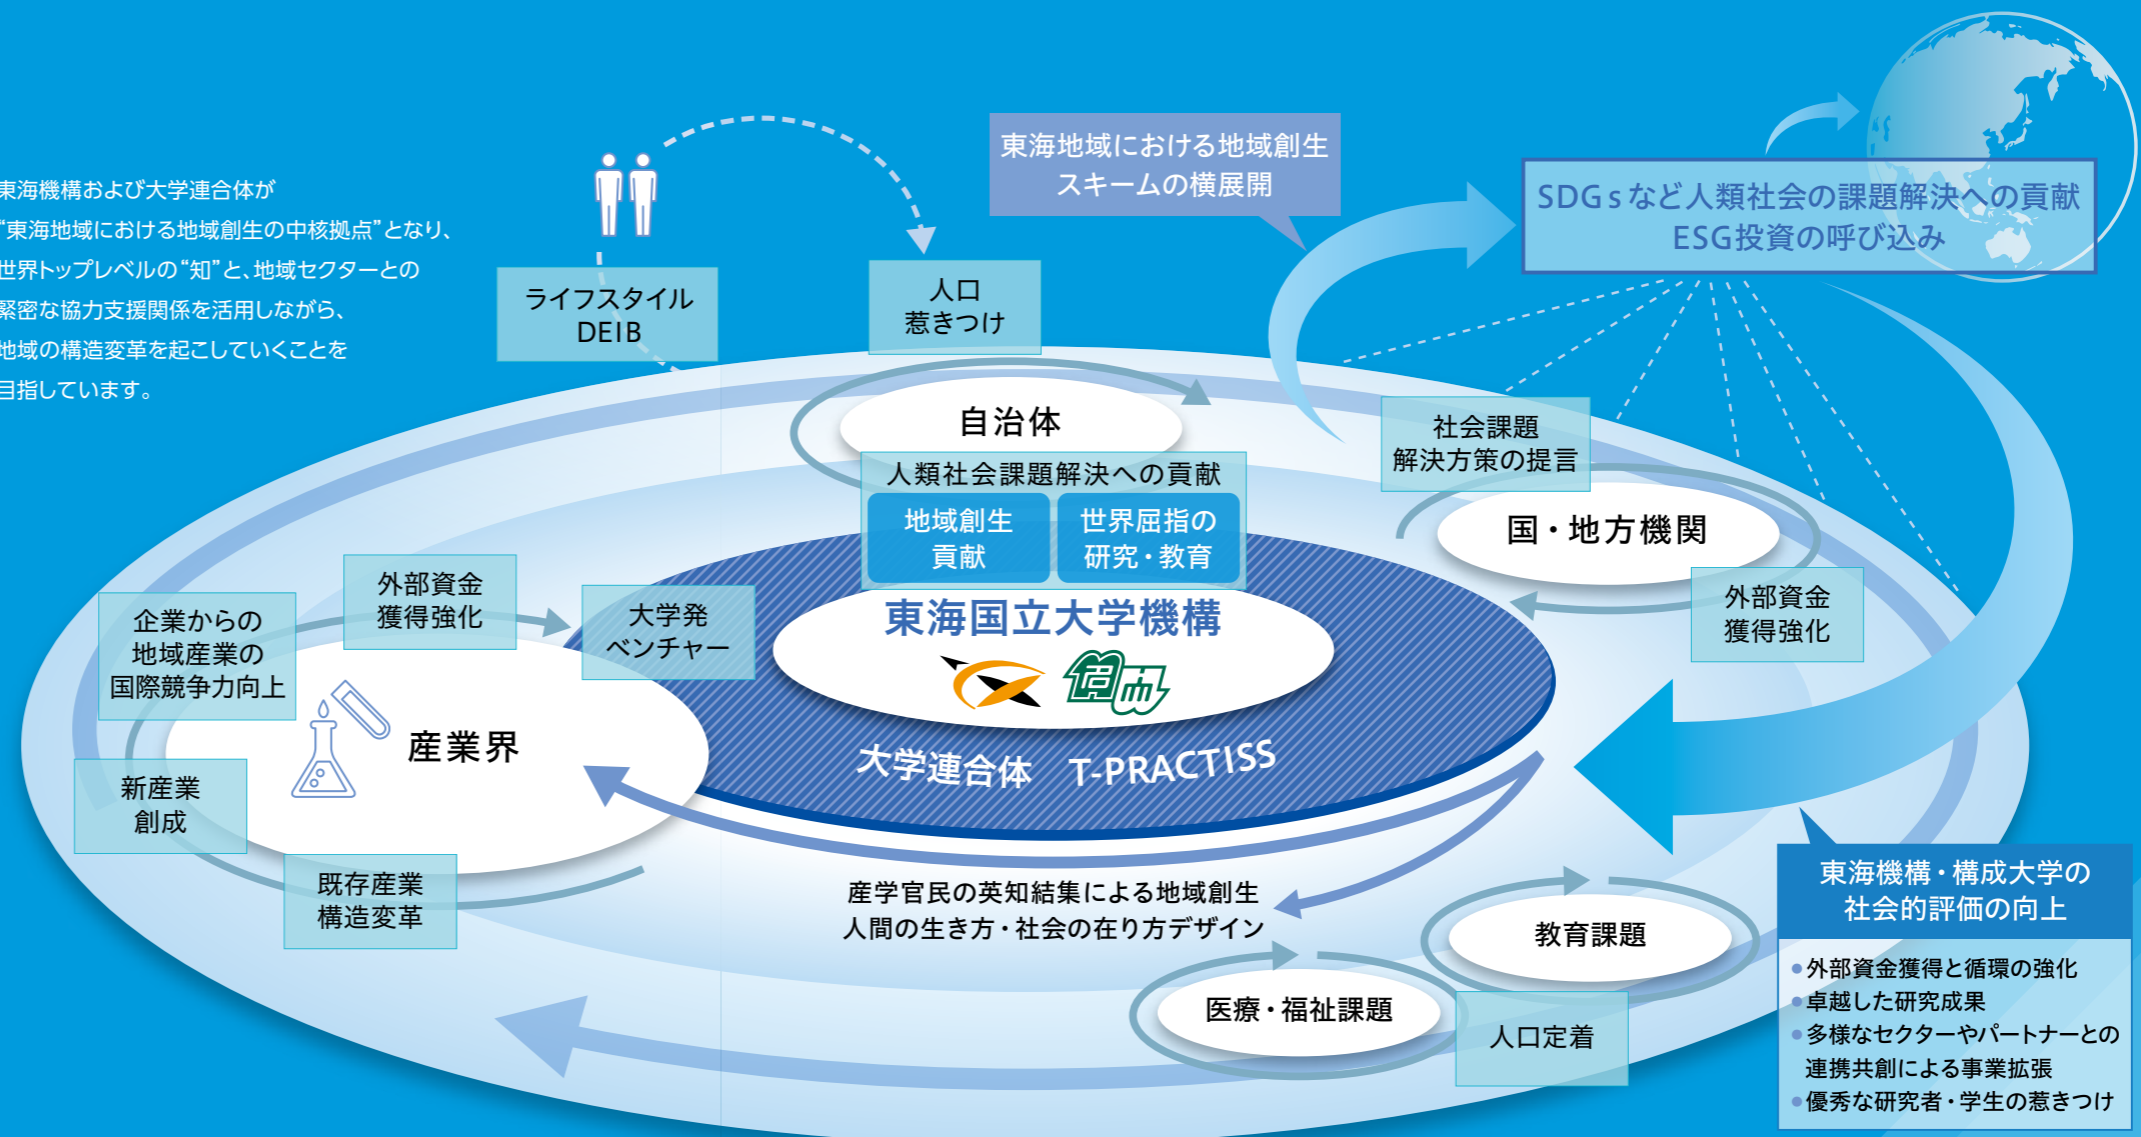 東海機構および大学連合体が
“東海地域における地域創生の中核拠点”となり、
世界トップレベルの“知”と、地域セクターとの
緊密な協力支援関係を活用しながら、
地域の構造変革を起こしていくことを
目指しています。
東海地域における地域創生
スキームの横展開
SDGsなど人類社会の課題解決への貢献
ESG投資の呼び込み
ライフスタイル
DEIB
人口
惹きつけ
自治体
人類社会課題解決への貢献
地域創生
貢献
世界屈指の
研究・教育
社会課題
解決方策の提言
国・地方機関
外部資金
獲得強化
外部資金
獲得強化
企業からの
地域産業の
国際競争力向上
大学発
ベンチャー
東海国立大学機構
産業界
大学連合体 T-PRACTISS
新産業
創成
既存産業
構造変革
産学官民の英知結集による地域創生
人間の生き方・社会の在り方デザイン
教育課題
医療・福祉課題
人口定着
東海機構・構成大学の
社会的評価の向上
●外部資金獲得と循環の強化
●卓越した研究成果
●多様なセクターやパートナーとの
連携共創による事業拡張
●優秀な研究者・学生の惹きつけ